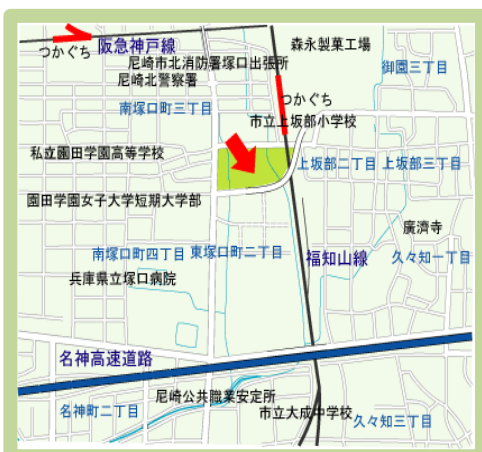 つかぐち
阪急神戸線
森永製菓工場
尼崎市北消防署塚口出張所
尼崎北警察署
御園三丁目
つかぐち
南塚口町三丁目
市立上坂部小学校
私立園田学園高等学校
上坂部二丁目
上坂部三丁目
園田学園女子大学短期大学部
廣濟寺
南塚口町四丁目
東塚口町二丁目
福知山線
久々知一丁目
兵庫県立塚口病院
名神高速道路
尼崎公共職業安定所
名神町二丁目
市立大成中学校
久々知三丁目